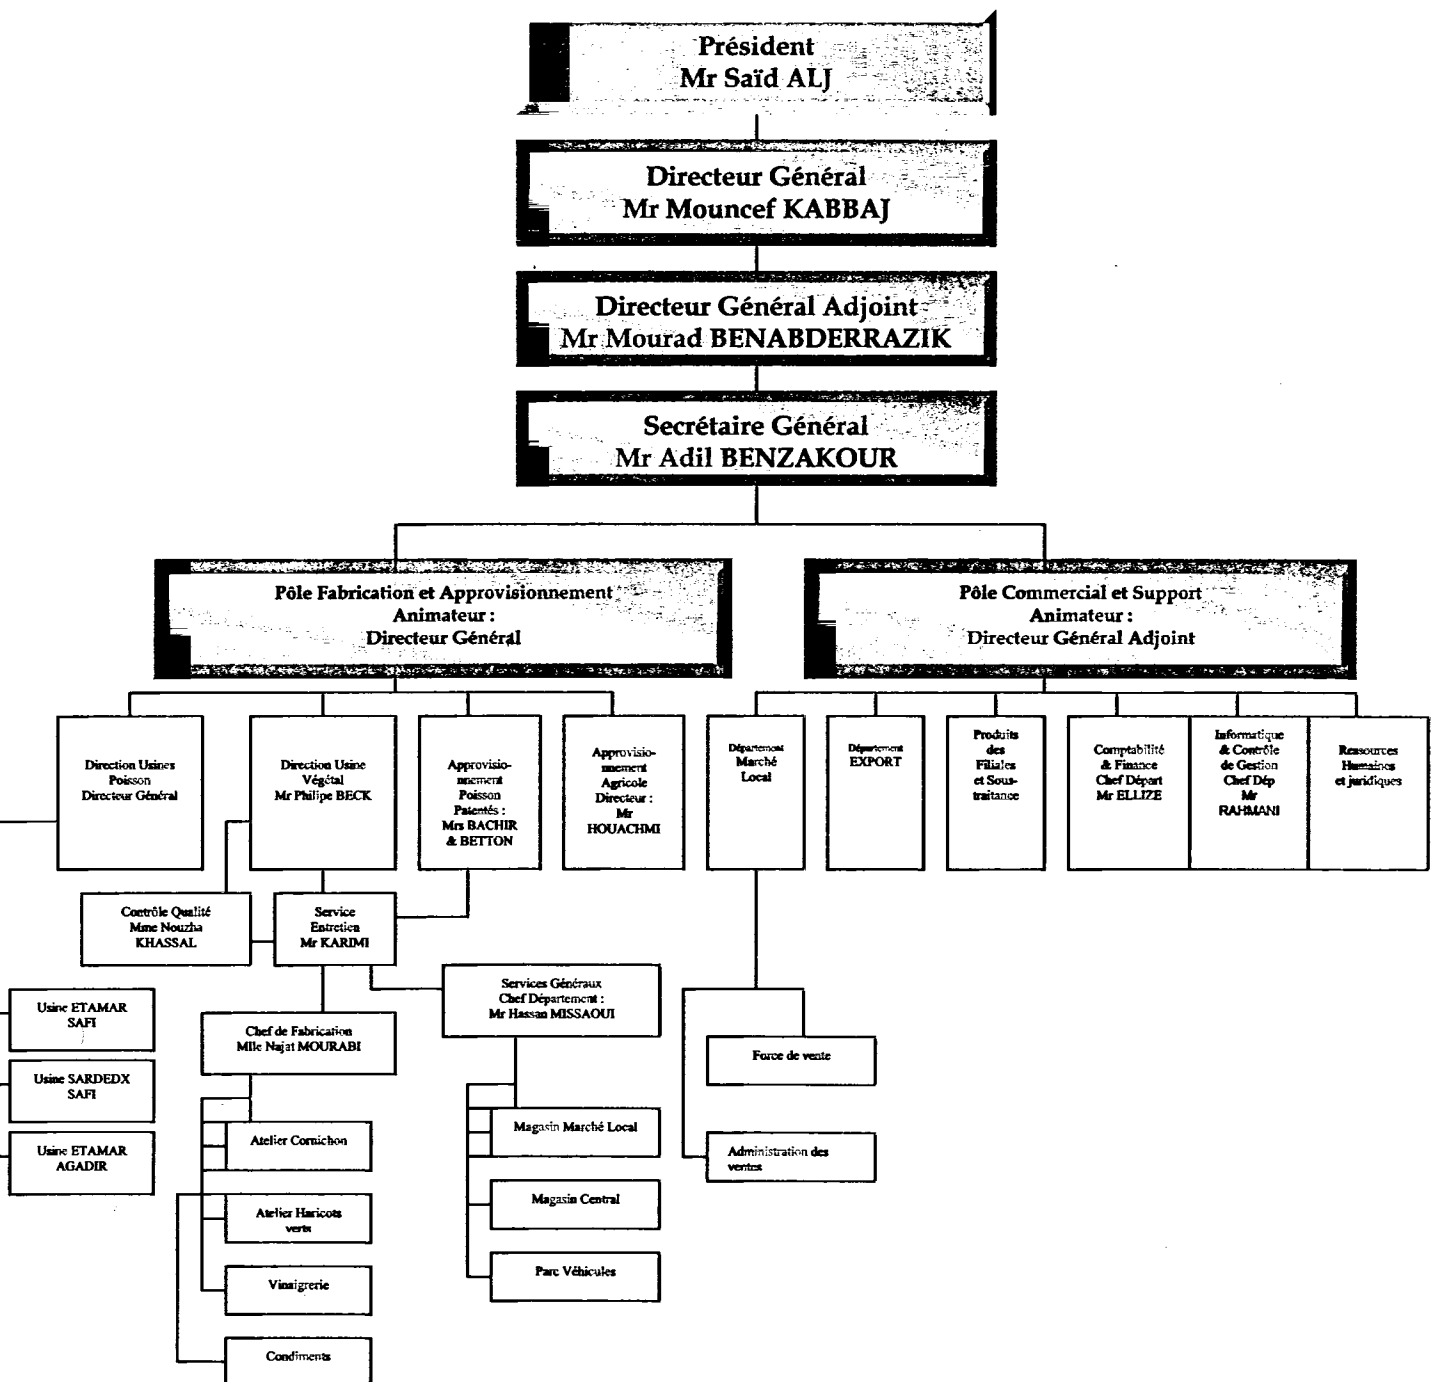 Président
Mr Saïd ALJ
Directeur Général
Mr Mouncef KABBAJ
Directeur Général Adjoint
Mr Mourad BENABDERRAZIK
Secrétaire Général
Mr Adil BENZAKOUR
Pôle Fabrication et Approvisionnement
Animateur :
Directeur Général
Pôle Commercial et Support
Animateur :
Directeur Général Adjoint
Direction Usines
Poisson
Directeur Général
Direction Usine
Végétal
Mr Philipe BECK
Approvisio-
nnement
Poisson
Patentés :
Mrs BACHIR
& BETTON
Approvisio-
nnement
Agricole
Directeur :
Mr
HOUACHMI
Département
Marché
Local
Département
EXPORT
Produits
des
Filiales
et Sous-
traitance
Comptabilité
& Finance
Chef Départ
Mr ELLIZE
Informatique
& Contrôle
de Gestion
Chef Dép
Mr
RAHMANI
Ressources
Humaines
et juridiques
Contrôle Qualité
Mme Nouzha
KHASSAL
Service
Entretien
Mr KARIMI
Services Généraux
Chef Département :
Mr Hassan MISSAOUI
Usine ETAMAR
SAFI
Chef de Fabrication
Mlle Najat MOURABI
Force de vente
Usine SARDEDX
SAFI
Atelier Cornichon
Magasin Marché Local
Usine ETAMAR
AGADIR
Administration des
ventes
Atelier Haricots
verts
Magasin Central
Vinaigrerie
Parc Véhicules
Condiments